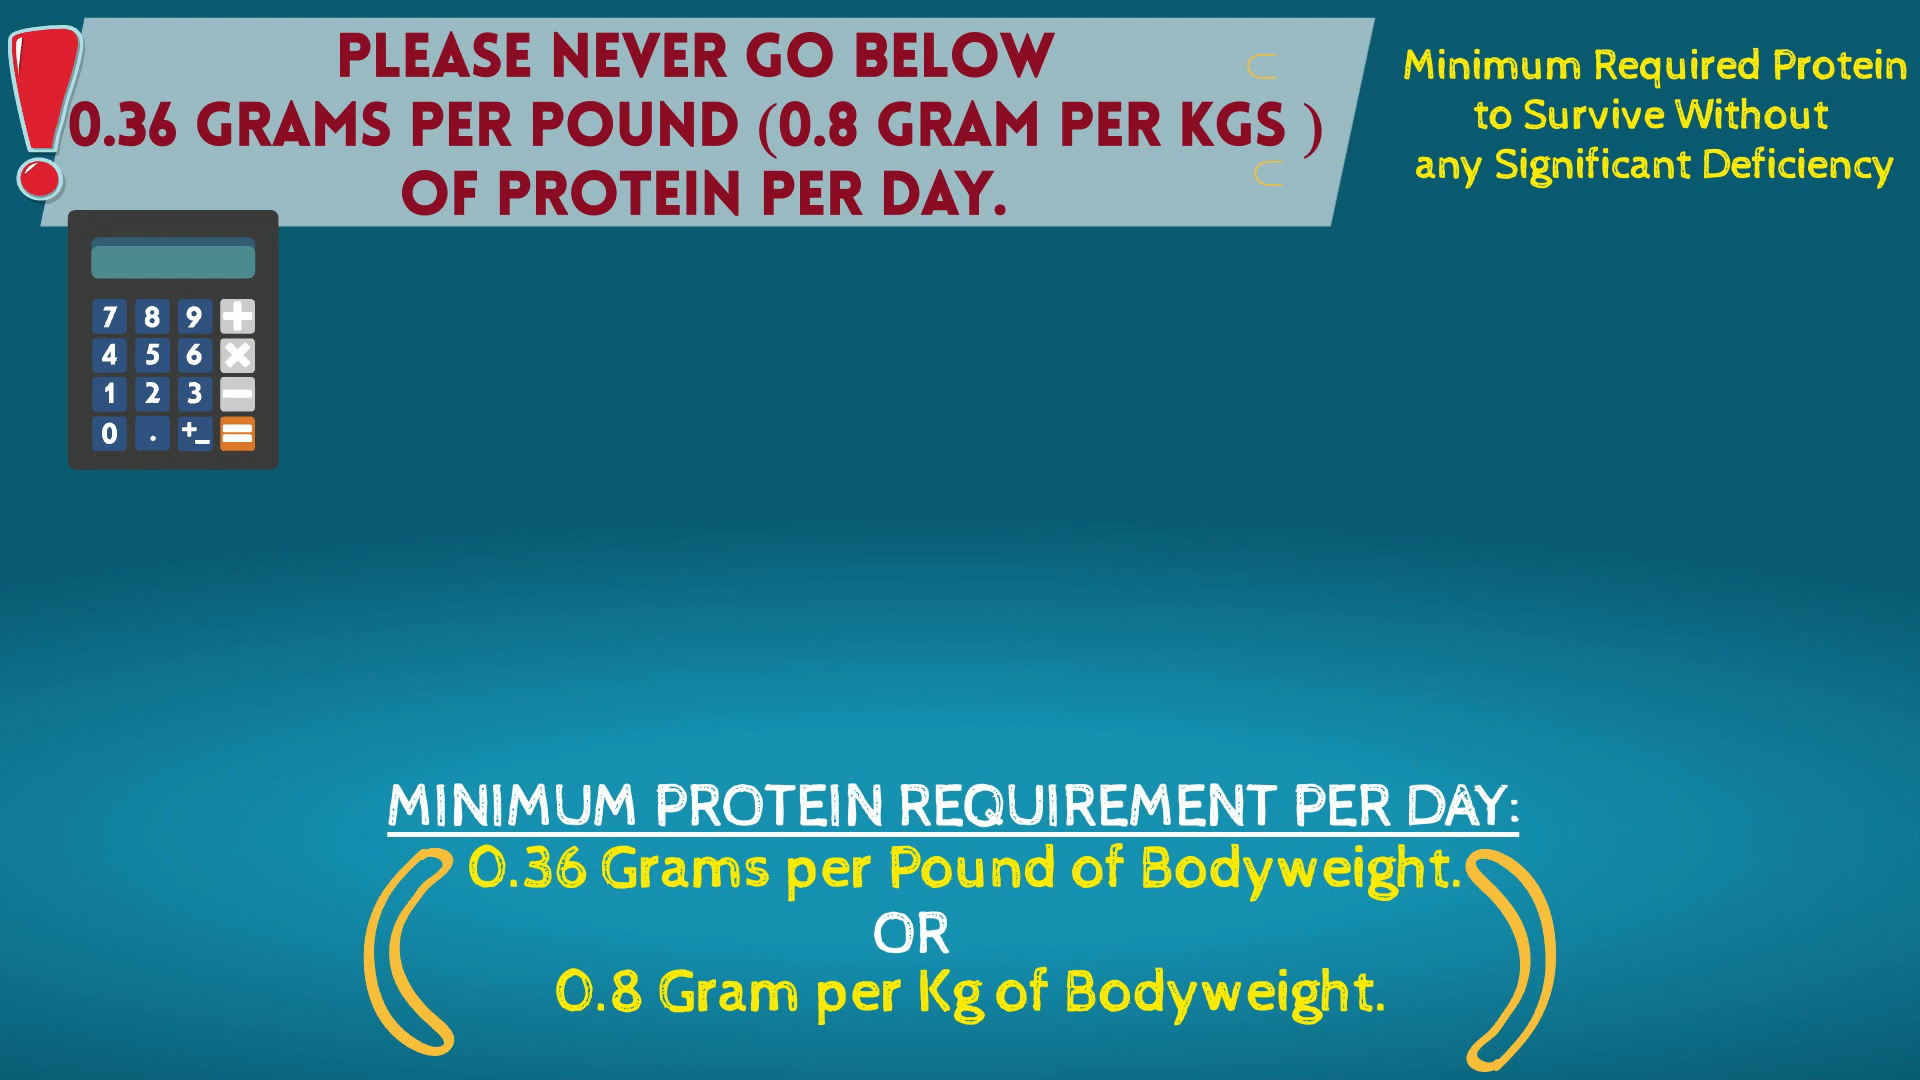 PLEASE NEVER GO BELOW
0.36 GRAMS PER POUND (0.8 GRAM PER KGS )
OF PROTEIN PER DAY.
Minimum Required Protein
to Survive Without
any Significant Deficiency
7 8 9 +
4 5 6 ×
1 2 3 −
0 . +− =
MINIMUM PROTEIN REQUIREMENT PER DAY:
0.36 Grams per Pound of Bodyweight.
OR
0.8 Gram per Kg of Bodyweight.